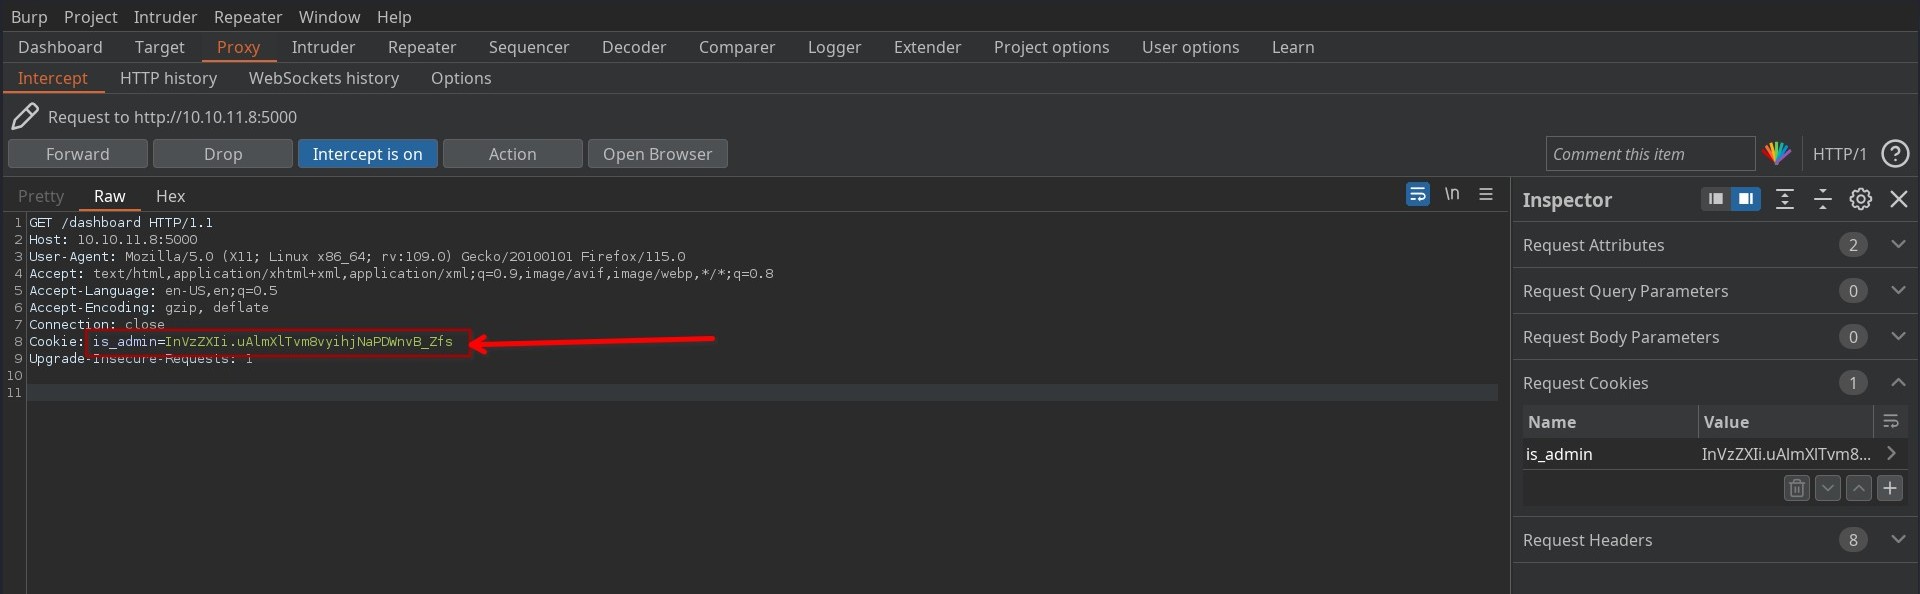 Burp Project Intruder Repeater Window Help
Dashboard Target Proxy Intruder Repeater Sequencer Decoder Comparer Logger Extender Project options User options Learn
Intercept HTTP history WebSockets history Options
Request to http://10.10.11.8:5000
Forward Drop Intercept is on Action Open Browser Comment this item HTTP/1 ?
Pretty Raw Hex \n
1 GET /dashboard HTTP/1.1
2 Host: 10.10.11.8:5000
3 User-Agent: Mozilla/5.0 (X11; Linux x86_64; rv:109.0) Gecko/20100101 Firefox/115.0
4 Accept: text/html,application/xhtml+xml,application/xml;q=0.9,image/avif,image/webp,*/*;q=0.8
5 Accept-Language: en-US,en;q=0.5
6 Accept-Encoding: gzip, deflate
7 Connection: close
8 Cookie: is_admin=InVzZXIi.uAlmXlTvm8vyihjNaPDWnvB_Zfs
9 Upgrade-Insecure-Requests: 1
10
11
Inspector
Request Attributes 2
Request Query Parameters 0
Request Body Parameters 0
Request Cookies 1
Name Value
is_admin InVzZXIi.uAlmXlTvm8...
Request Headers 8